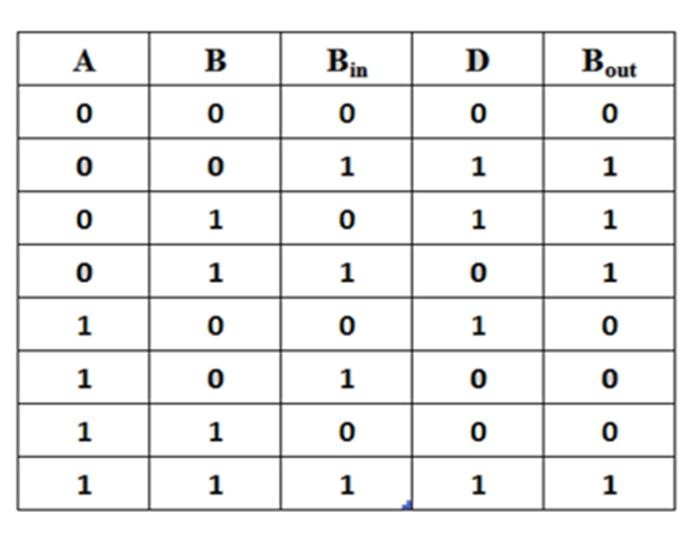 A B Bin D Bout
0 0 0 0 0
0 0 1 1 1
0 1 0 1 1
0 1 1 0 1
1 0 0 1 0
1 0 1 0 0
1 1 0 0 0
1 1 1 1 1